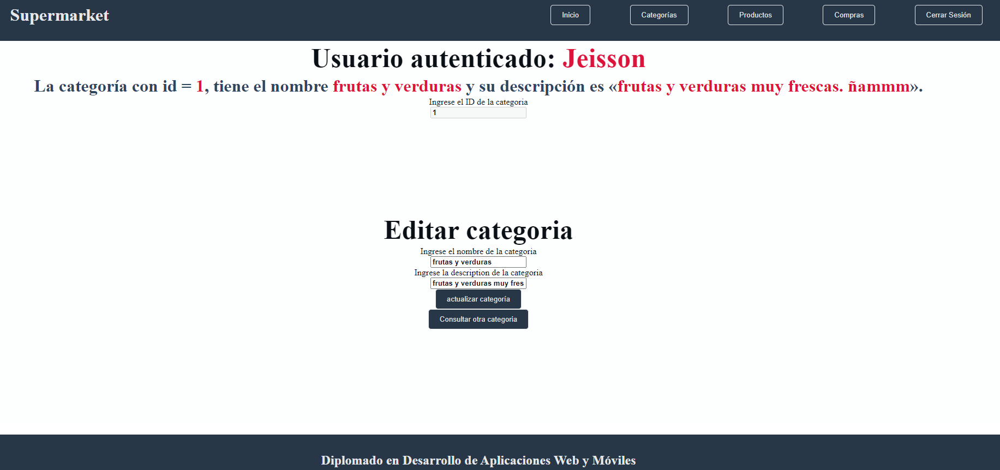 Supermarket
Inicio
Categorías
Productos
Compras
Cerrar Sesión
Usuario autenticado: Jeisson
La categoría con id = 1, tiene el nombre frutas y verduras y su descripción es «frutas y verduras muy frescas. ñammm».
Ingrese el ID de la categoria
1
Editar categoria
Ingrese el nombre de la categoria
frutas y verduras
Ingrese la description de la categoria
frutas y verduras muy fres
actualizar categoría
Consultar otra categoria
Diplomado en Desarrollo de Aplicaciones Web y Móviles